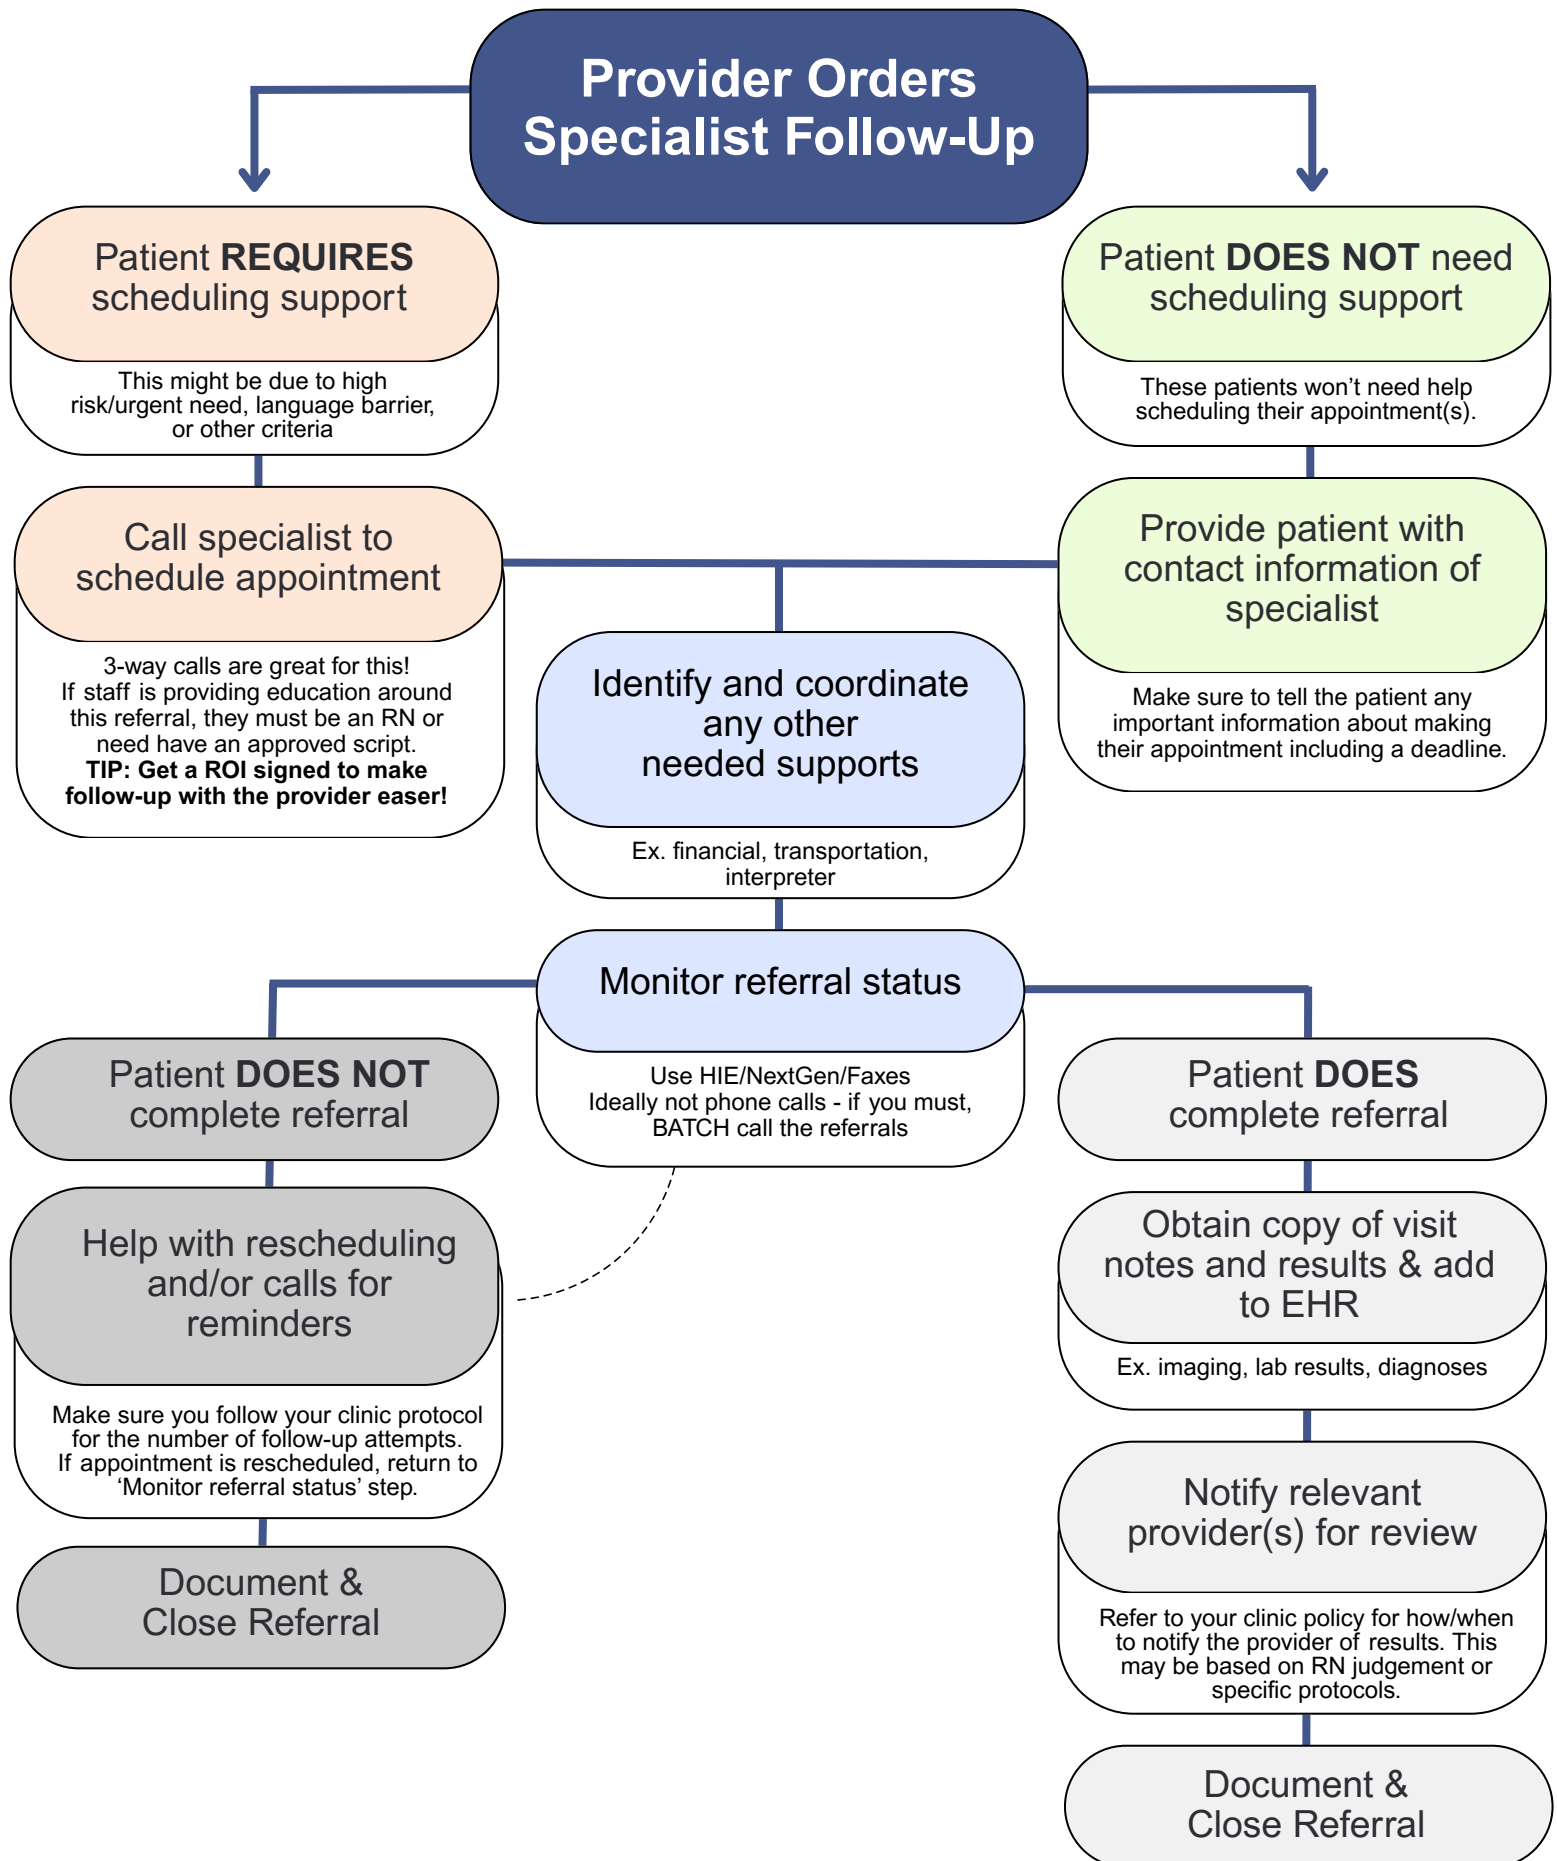 Provider Orders
Specialist Follow-Up
Patient REQUIRES
scheduling support
This might be due to high
risk/urgent need, language barrier,
or other criteria
Patient DOES NOT need
scheduling support
These patients won't need help
scheduling their appointment(s).
Call specialist to
schedule appointment
3-way calls are great for this!
If staff is providing education around
this referral, they must be an RN or
need have an approved script.
TIP: Get a ROI signed to make
follow-up with the provider easer!
Provide patient with
contact information of
specialist
Make sure to tell the patient any
important information about making
their appointment including a deadline.
Identify and coordinate
any other
needed supports
Ex. financial, transportation,
interpreter
Monitor referral status
Use HIE/NextGen/Faxes
Ideally not phone calls - if you must,
BATCH call the referrals
Patient DOES NOT
complete referral
Help with rescheduling
and/or calls for
reminders
Make sure you follow your clinic protocol
for the number of follow-up attempts.
If appointment is rescheduled, return to
‘Monitor referral status’ step.
Document &
Close Referral
Patient DOES
complete referral
Obtain copy of visit
notes and results & add
to EHR
Ex. imaging, lab results, diagnoses
Notify relevant
provider(s) for review
Refer to your clinic policy for how/when
to notify the provider of results. This
may be based on RN judgement or
specific protocols.
Document &
Close Referral